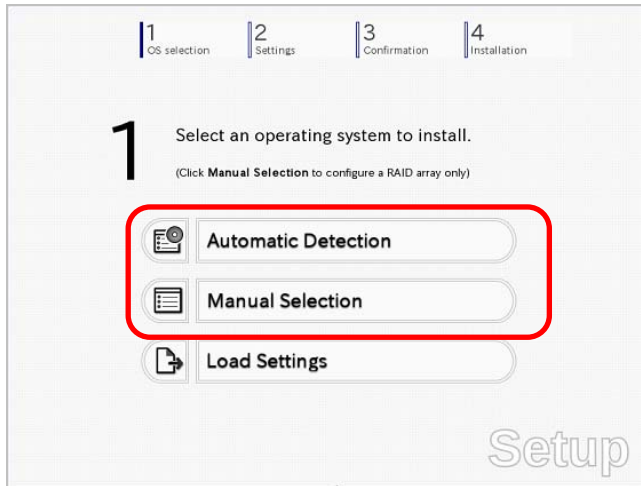 1
OS selection
2
Settings
3
Confirmation
4
Installation
1
Select an operating system to install.
(Click Manual Selection to configure a RAID array only)
Automatic Detection
Manual Selection
Load Settings
Setup